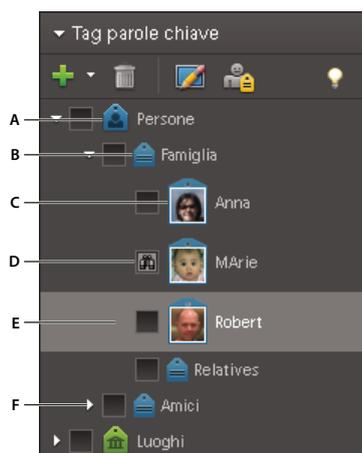 Tag parole chiave
A Persone
B Famiglia
C Anna
D MArie
E Robert
Relatives
F Amici
Luoghi